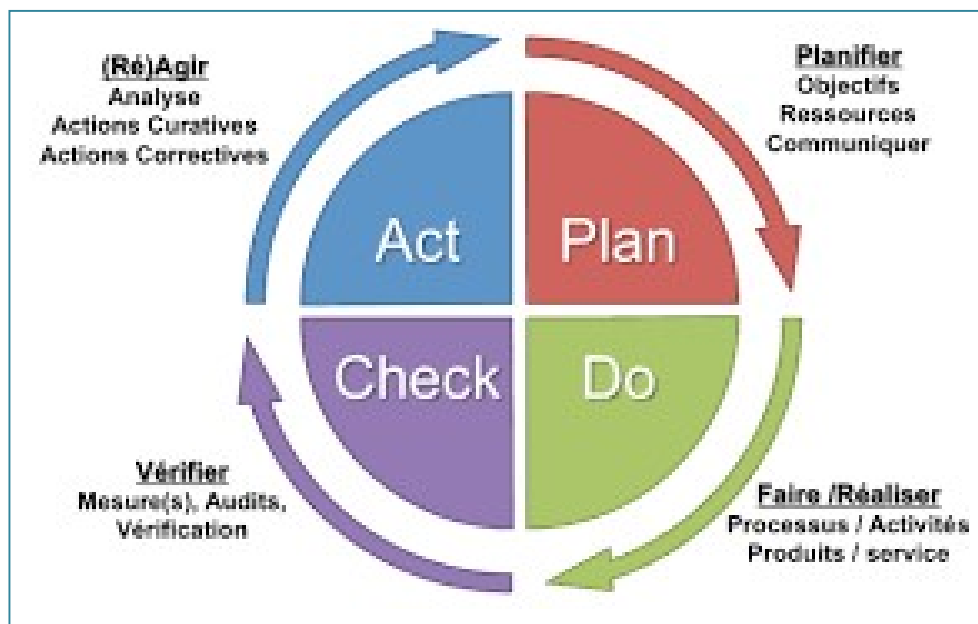 (Ré)Agir
Analyse
Actions Curatives
Actions Correctives
Planifier
Objectifs
Ressources
Communiquer
Act
Plan
Check
Do
Vérifier
Mesure(s), Audits,
Vérification
Faire /Réaliser
Processus / Activités
Produits / service